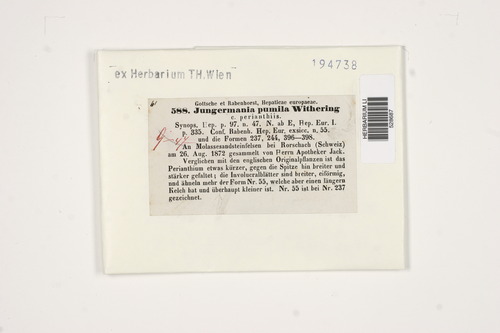 ex Herbarium TH.Wien
194738
Gottsche et Rabenhorst, Hepaticae europaeae.
588. Jungermania pumila Withering
c. perianthiis.
Synops. Hep. p. 97. n. 47. N. ab E, Hep. Eur. I.
p. 335. Conf. Rabenh. Hep. Eur. exsicc. n. 55.
und die Formen 237, 244, 396—398.
An Molassesandsteinfelsen bei Rorschach (Schweiz)
am 26. Aug. 1872 gesammelt von Herrn Apotheker Jack.
Verglichen mit den englischen Originalpflanzen ist das
Perianthium etwas kürzer, gegen die Spitze hin breiter und
stärker gefaltet; die Involucralblätter sind breiter, eiförmig,
und ähneln mehr der Form Nr. 55, welche aber einen längern
Kelch hat und überhaupt kleiner ist. Nr. 55 ist bei Nr. 237
gezeichnet.
HERBARIUM LI